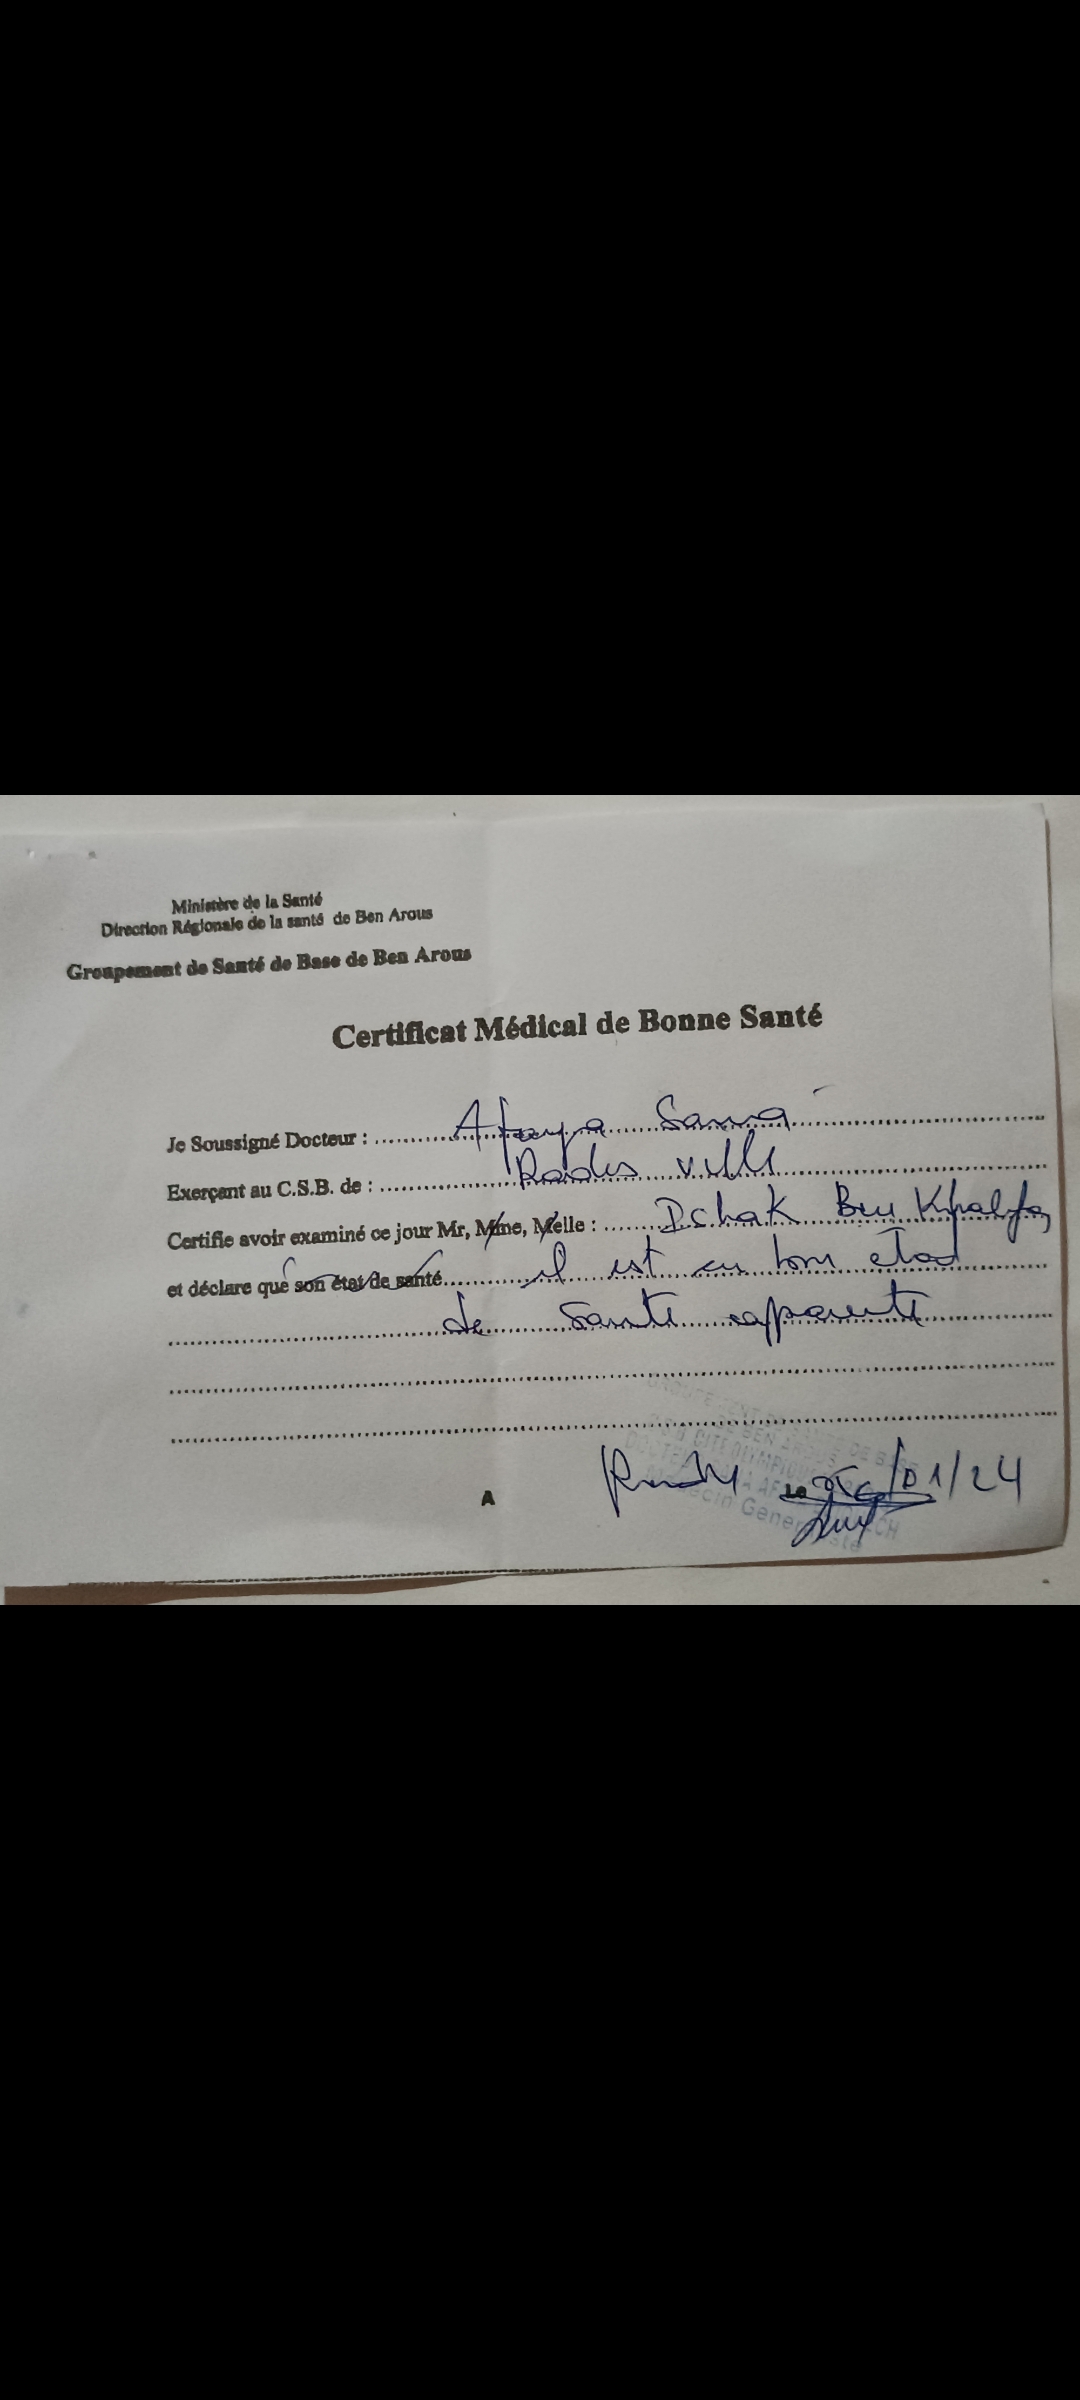 Ministère de la Santé
Direction Régionale de la santé de Ben Arous
Groupement de Santé de Base de Ben Arous
Certificat Médical de Bonne Santé
Je Soussigné Docteur : Sama
Exerçant au C.S.B. de : Rades ville
Certifie avoir examiné ce jour Mr, Mme, Melle : Ishak Ben Khalifa
et déclare que son état de santé il est en bon état
de Santé apparente
A Le /01/24